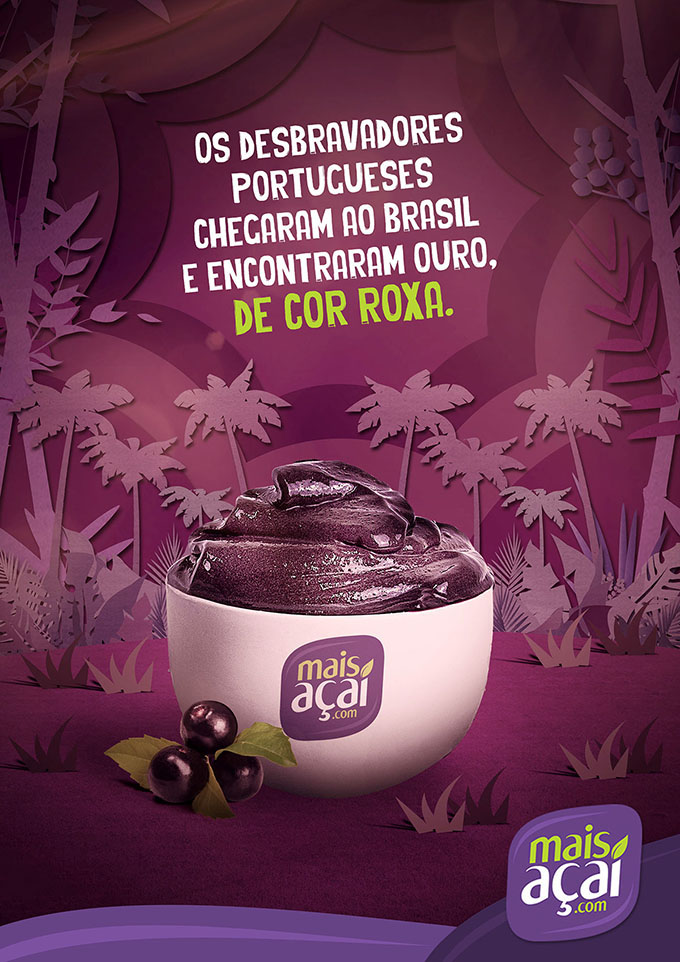 OS DESBRAVADORES
PORTUGUESES
CHEGARAM AO BRASIL
E ENCONTRARAM OURO,
DE COR ROXA.
mais
açaí
.com
mais
açaí
.com